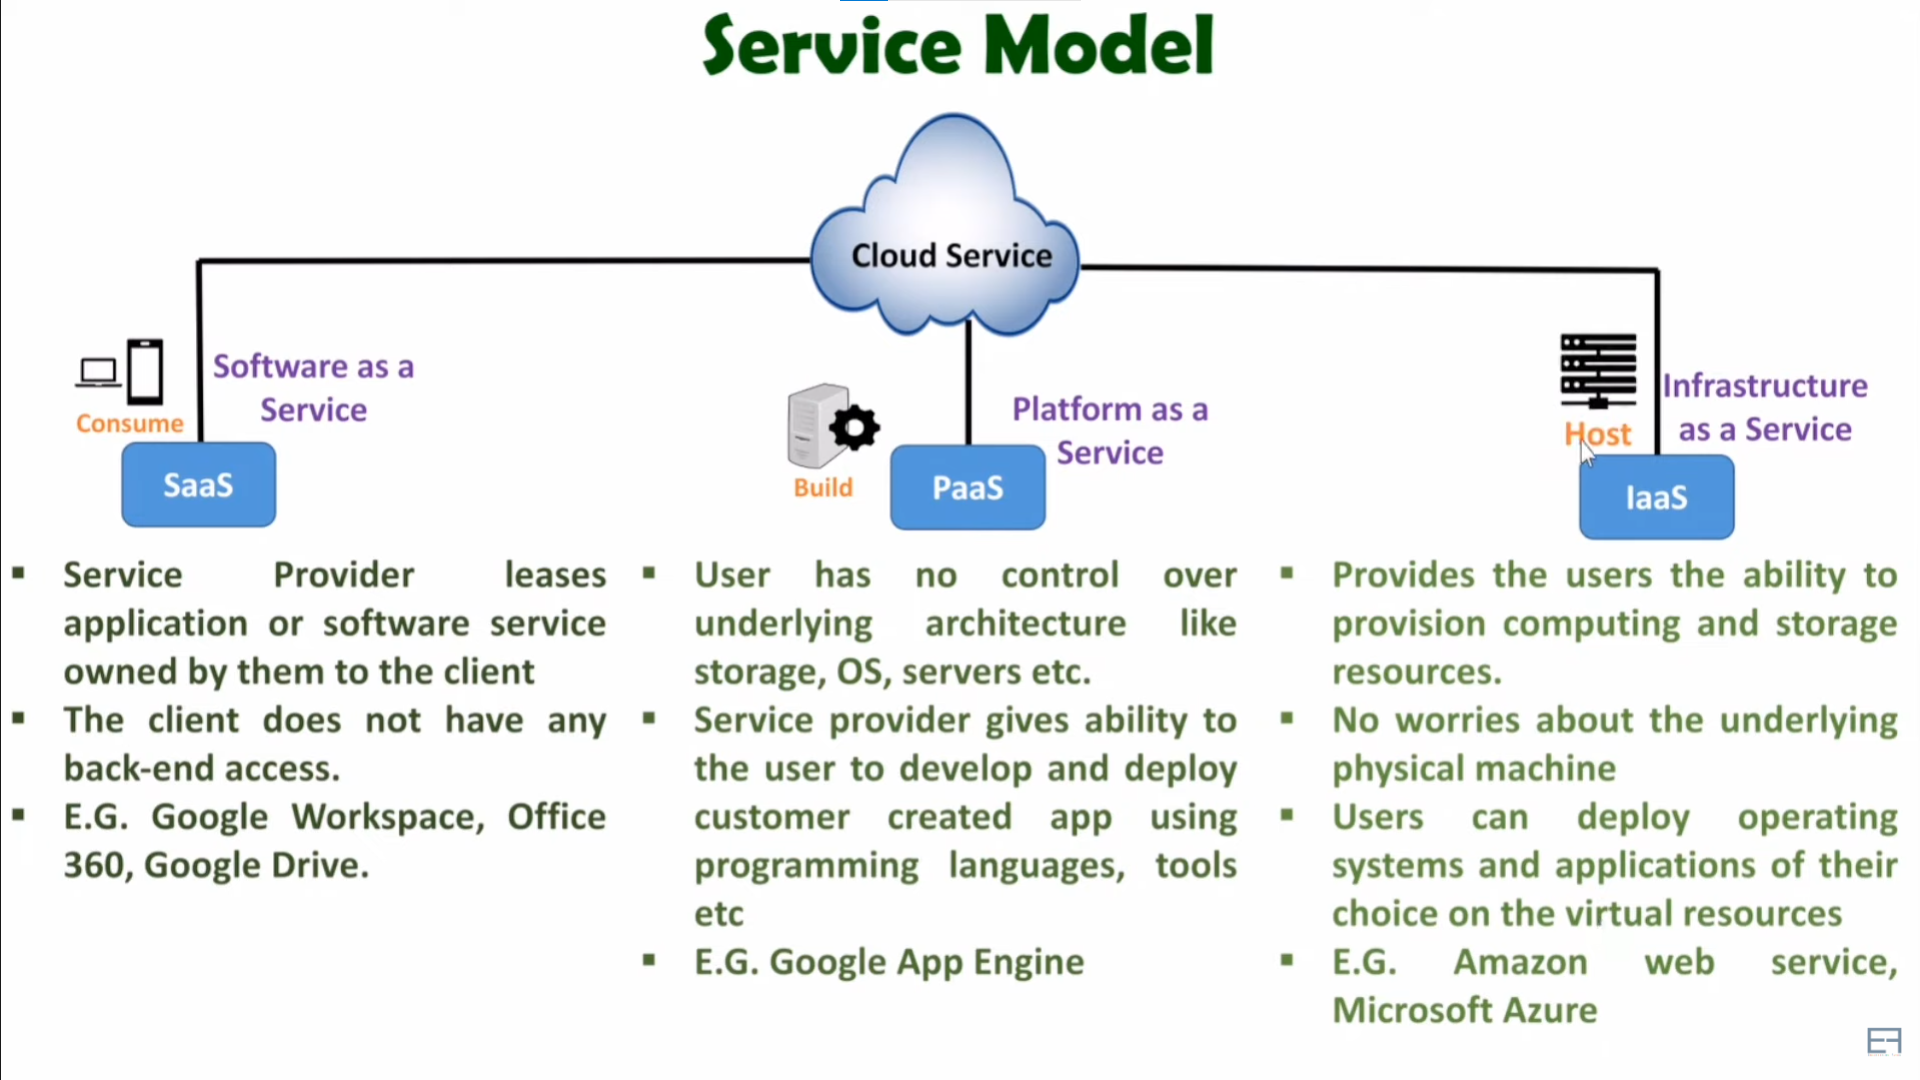 Service Model
Cloud Service
Software as a
Service
Consume
SaaS
Platform as a
Service
Build
PaaS
Infrastructure
as a Service
Host
IaaS
▪ Service Provider leases
application or software service
owned by them to the client
▪ The client does not have any
back-end access.
▪ E.G. Google Workspace, Office
360, Google Drive.
▪ User has no control over
underlying architecture like
storage, OS, servers etc.
▪ Service provider gives ability to
the user to develop and deploy
customer created app using
programming languages, tools
etc
▪ E.G. Google App Engine
▪ Provides the users the ability to
provision computing and storage
resources.
▪ No worries about the underlying
physical machine
▪ Users can deploy operating
systems and applications of their
choice on the virtual resources
▪ E.G. Amazon web service,
Microsoft Azure